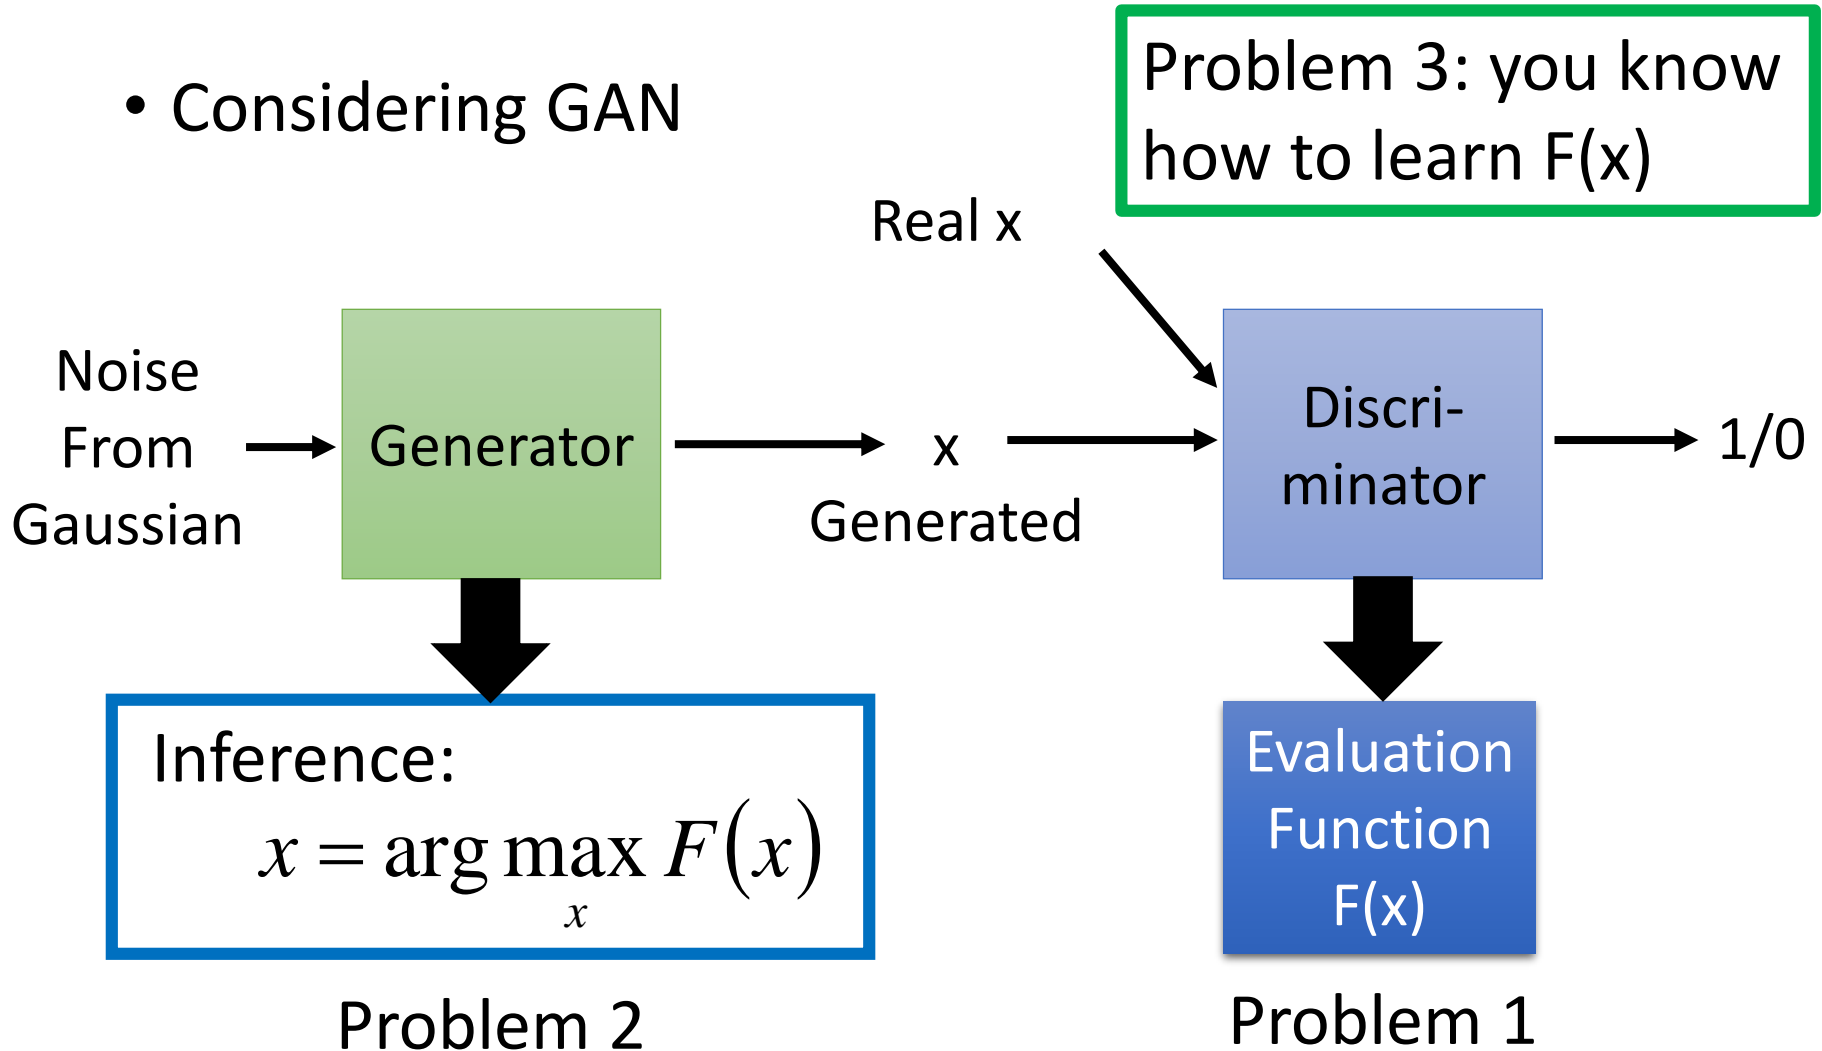 • Considering GAN
Problem 3: you know
how to learn F(x)
Real x
Noise
From
Gaussian
Generator
x
Generated
Discri-
minator
1/0
Inference:
x = arg max F(x)
x
Problem 2
Evaluation
Function
F(x)
Problem 1